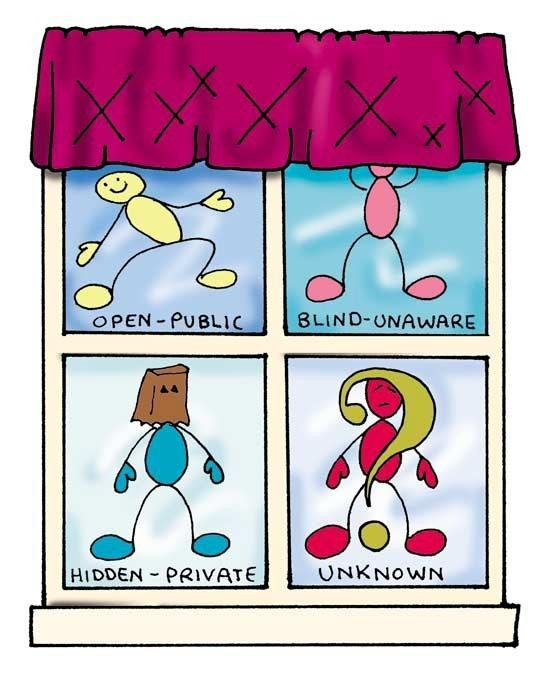 OPEN-PUBLIC
BLIND-UNAWARE
HIDDEN - PRIVATE
UNKNOWN